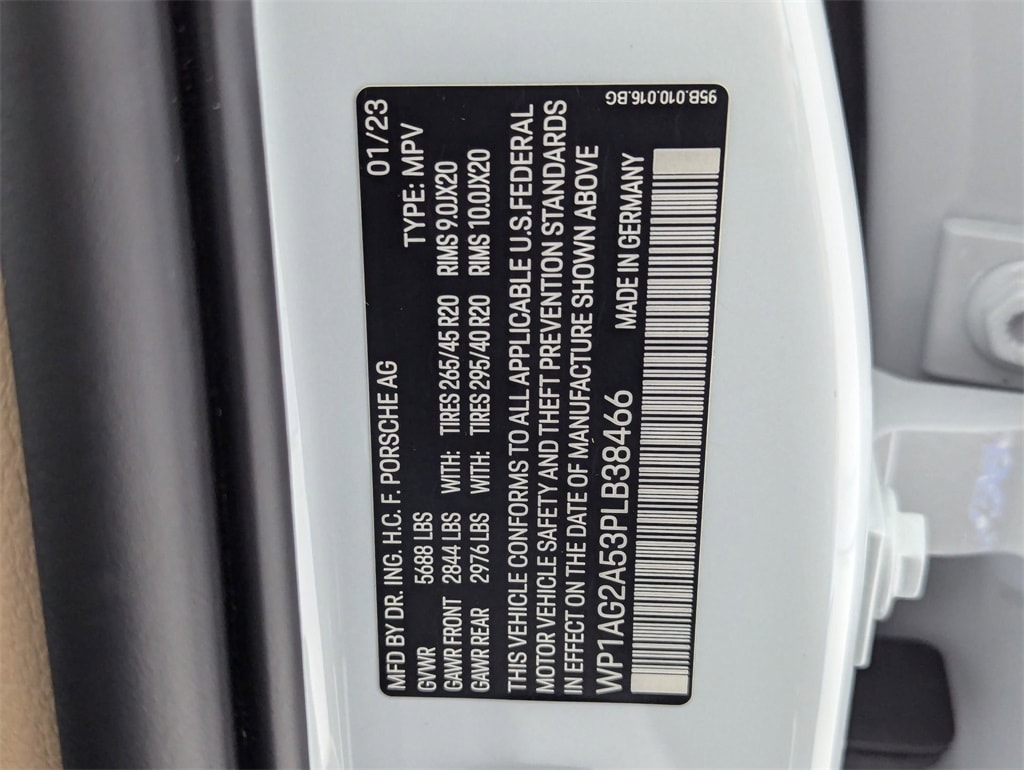 MFD BY DR. ING. H.C. F. PORSCHE AG 01/23
GVWR 5688 LBS TYPE: MPV
GAWR FRONT 2844 LBS WITH: TIRES 265/45 R20 RIMS 9.0JX20
GAWR REAR 2976 LBS WITH: TIRES 295/40 R20 RIMS 10.0JX20
THIS VEHICLE CONFORMS TO ALL APPLICABLE U.S. FEDERAL
MOTOR VEHICLE SAFETY AND THEFT PREVENTION STANDARDS
IN EFFECT ON THE DATE OF MANUFACTURE SHOWN ABOVE
WP1AG2A53PLB38466 MADE IN GERMANY
95B.010.016.BG